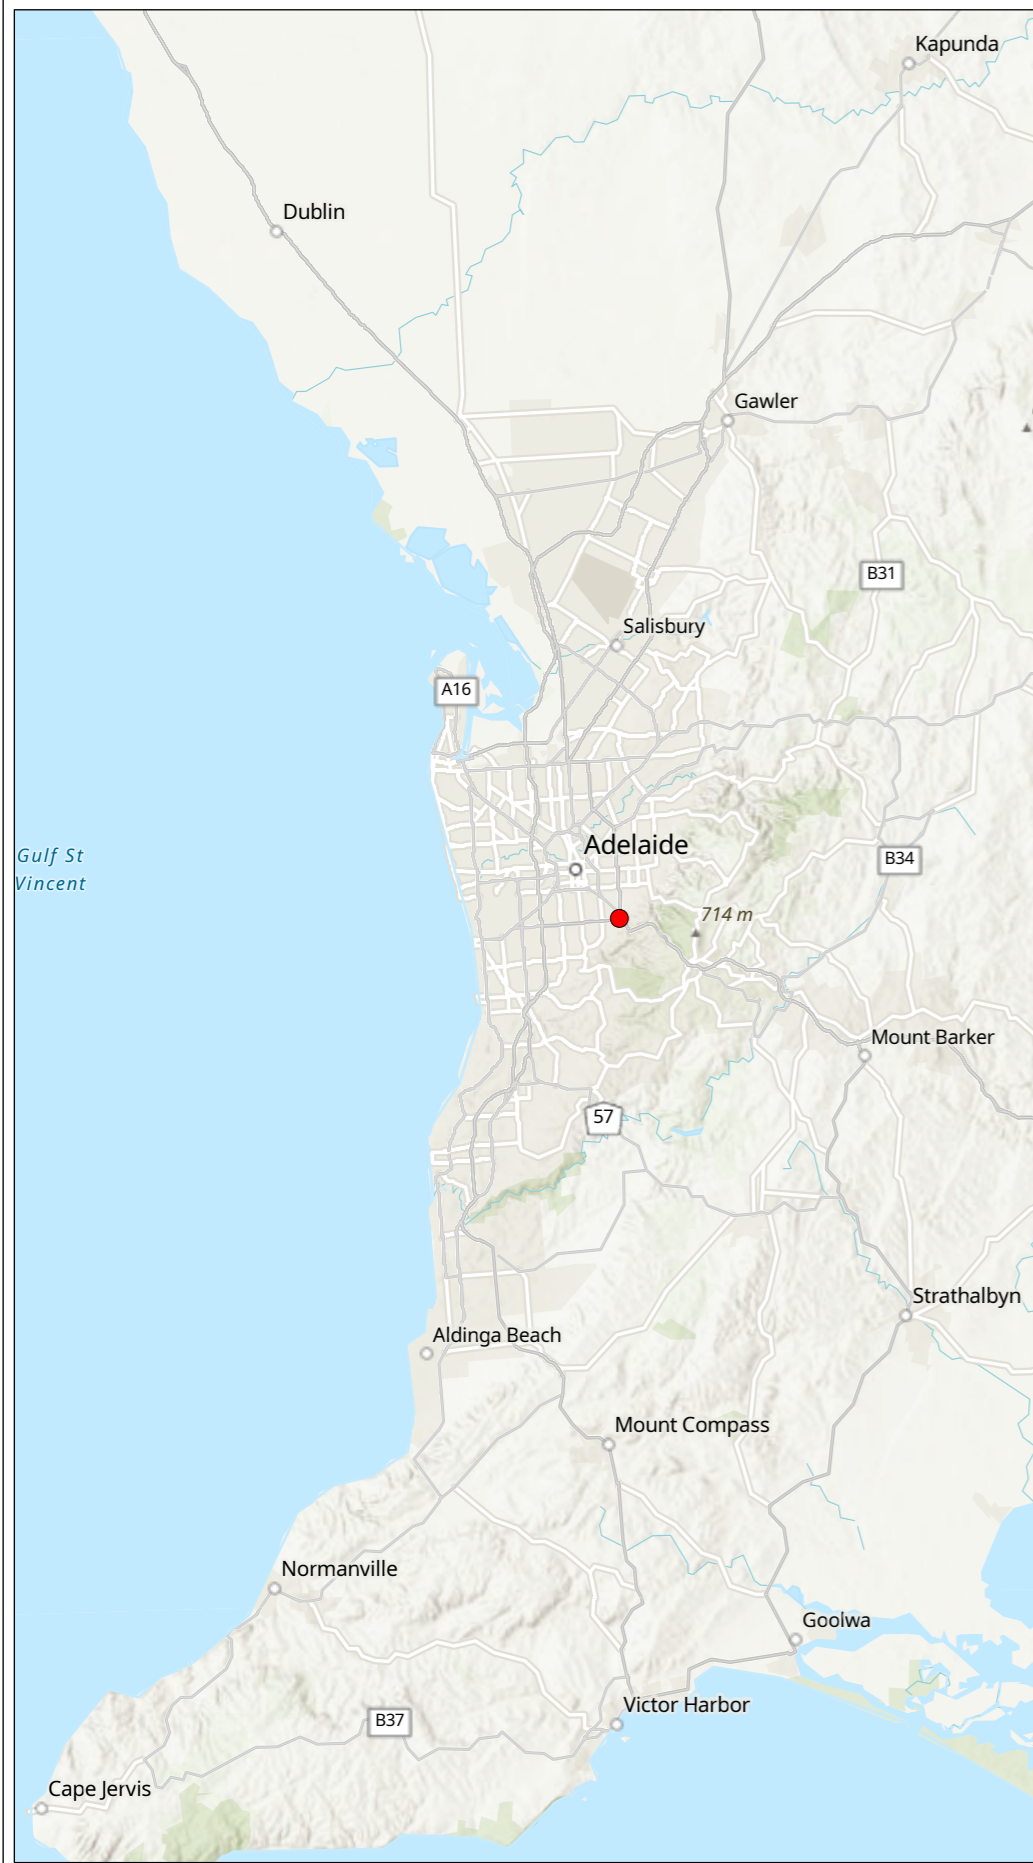 Kapunda
Dublin
Gawler
B31
Salisbury
A16
Adelaide
Gulf St
Vincent
B34
714 m
Mount Barker
57
Strathalbyn
Aldinga Beach
Mount Compass
Normanville
Goolwa
Victor Harbor
B37
Cape Jervis